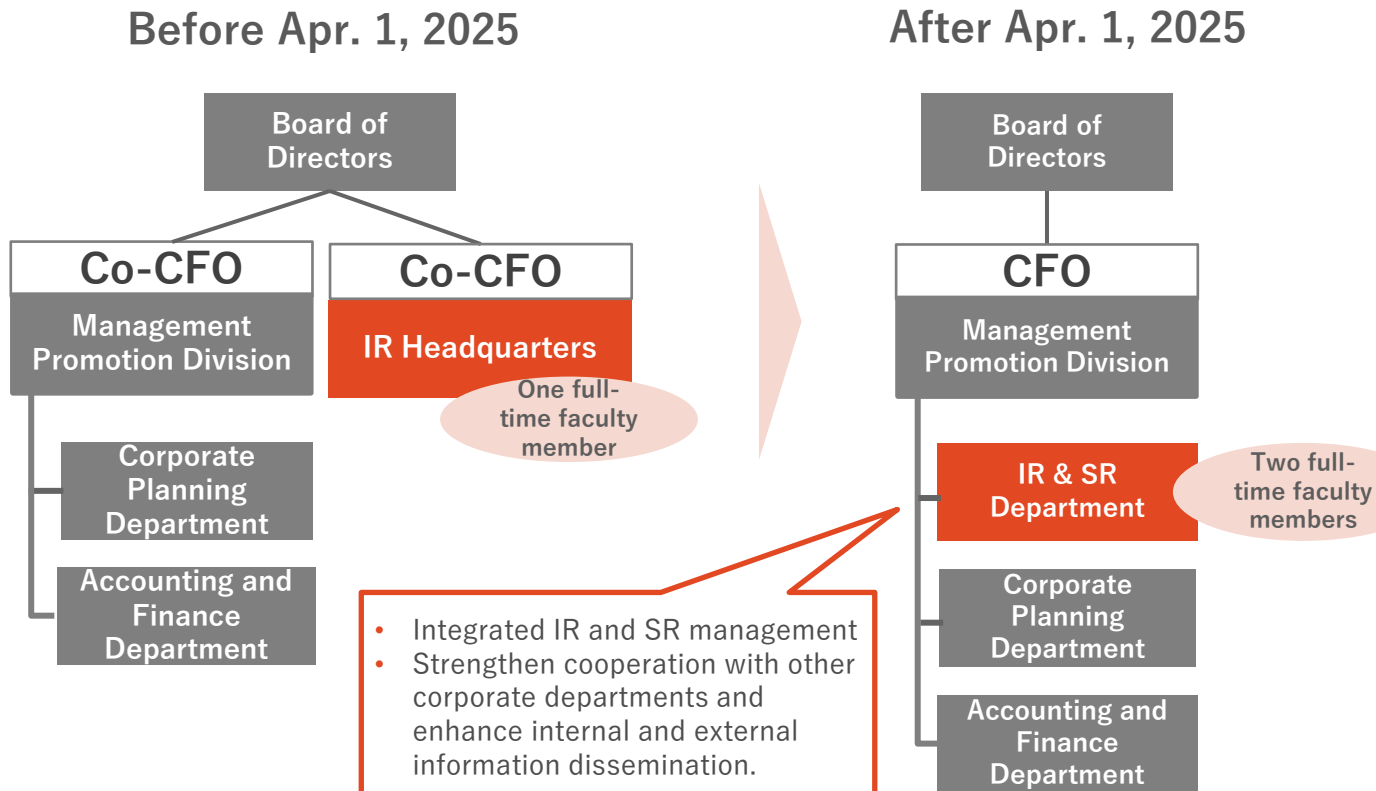 Before Apr. 1, 2025
Board of
Directors
Co-CFO
Management
Promotion Division
Co-CFO
IR Headquarters
One full-
time faculty
member
Corporate
Planning
Department
Accounting and
Finance
Department
After Apr. 1, 2025
Board of
Directors
CFO
Management
Promotion Division
IR & SR
Department
Two full-
time faculty
members
Corporate
Planning
Department
Accounting and
Finance
Department
• Integrated IR and SR management
• Strengthen cooperation with other
corporate departments and
enhance internal and external
information dissemination.